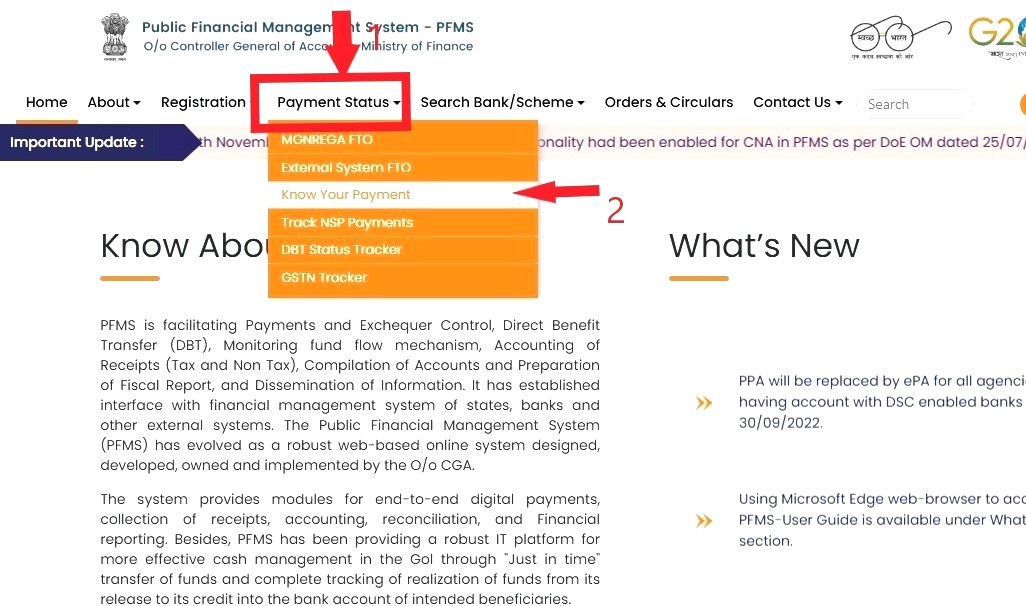 Public Financial Management System - PFMS
O/o Controller General of Accou Ministry of Finance
1
स्वच्छ भारत
एक कदम स्वच्छता की ओर
G20
Home About Registration Payment Status Search Bank/Scheme Orders & Circulars Contact Us Search
Important Update : th Novem onality had been enabled for CNA in PFMS as per DoE OM dated 25/07/
MGNREGA FTO
External System FTO
Know Your Payment
Track NSP Payments
DBT Status Tracker
GSTN Tracker
2
Know Abou
What's New
PFMS is facilitating Payments and Exchequer Control, Direct Benefit
Transfer (DBT), Monitoring fund flow mechanism, Accounting of
Receipts (Tax and Non Tax), Compilation of Accounts and Preparation
of Fiscal Report, and Dissemination of Information. It has established
interface with financial management system of states, banks and
other external systems. The Public Financial Management System
(PFMS) has evolved as a robust web-based online system designed,
developed, owned and implemented by the O/o CGA.
The system provides modules for end-to-end digital payments,
collection of receipts, accounting, reconciliation, and Financial
reporting. Besides, PFMS has been providing a robust IT platform for
more effective cash management in the GoI through "Just in time"
transfer of funds and complete tracking of realization of funds from its
release to its credit into the bank account of intended beneficiaries.
PPA will be replaced by ePA for all agenci
having account with DSC enabled banks
30/09/2022.
Using Microsoft Edge web-browser to acc
PFMS-User Guide is available under What
section.